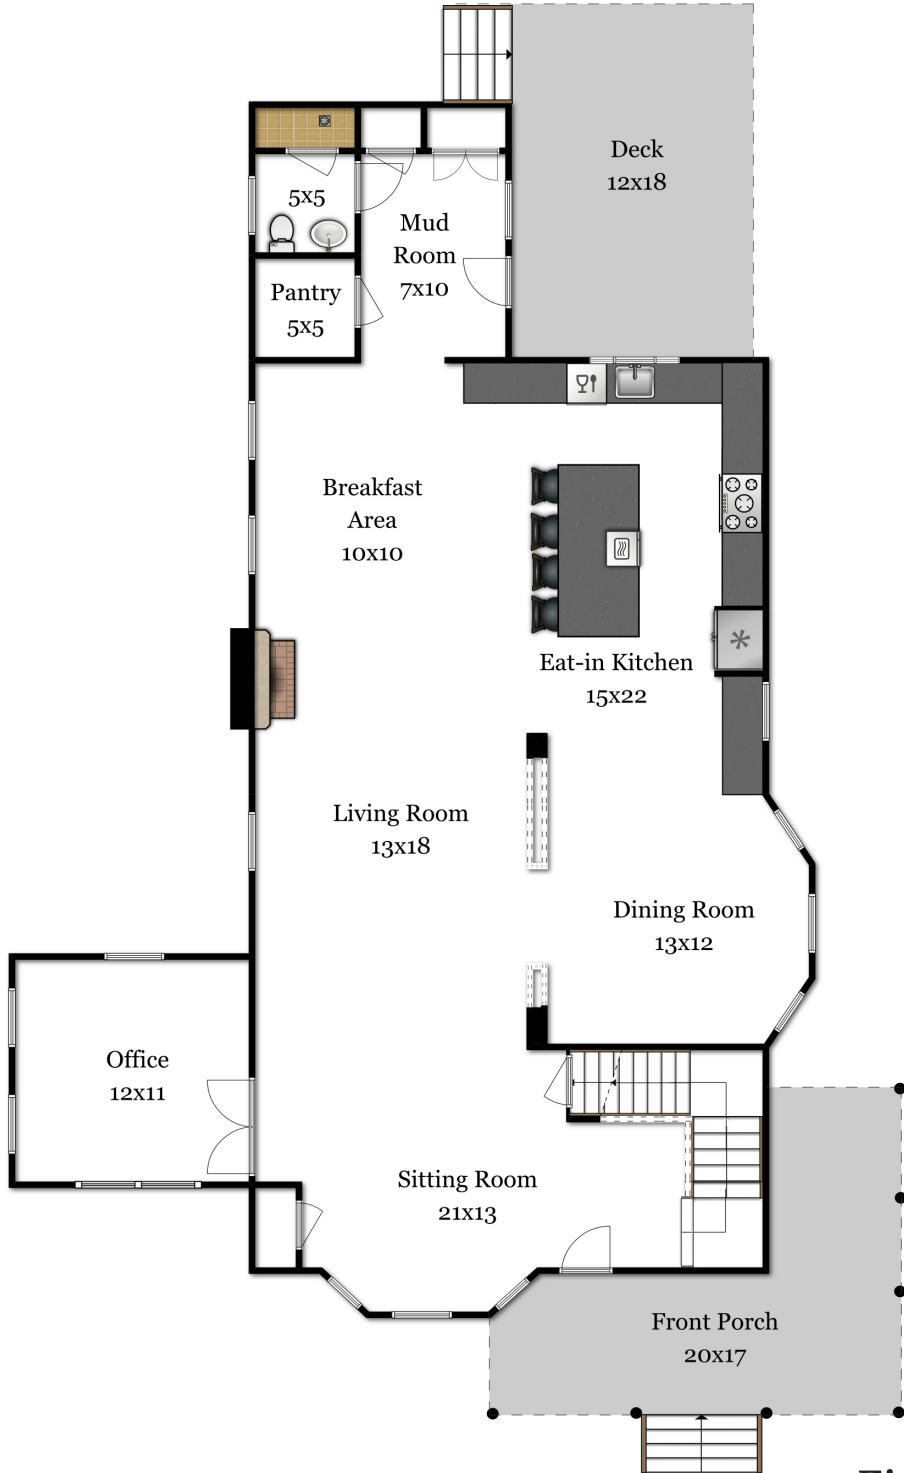 Deck
12x18
5x5
Mud
Room
7x10
Pantry
5x5
Breakfast
Area
10x10
Eat-in Kitchen
15x22
Living Room
13x18
Dining Room
13x12
Office
12x11
Sitting Room
21x13
Front Porch
20x17